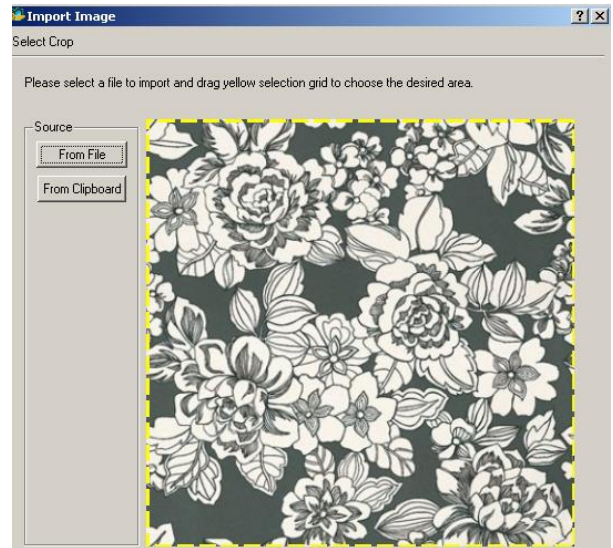 Import Image
Select Crop
Please select a file to import and drag yellow selection grid to choose the desired area.
Source
From File
From Clipboard